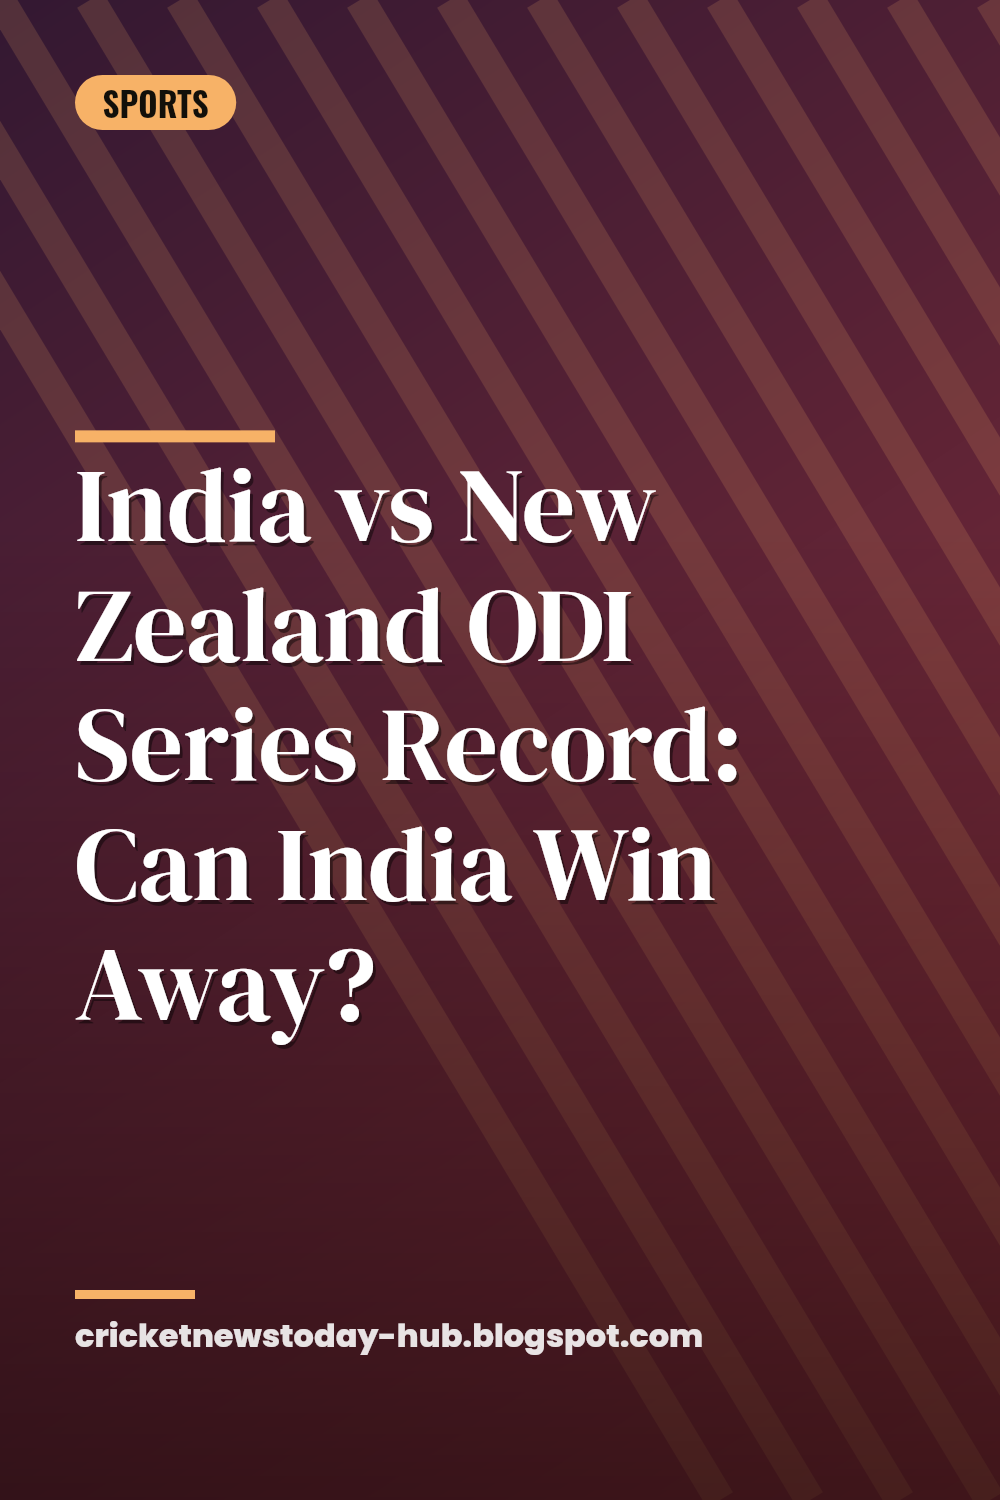 SPORTS
India vs New
Zealand ODI
Series Record:
Can India Win
Away?
cricketnewstoday-hub.blogspot.com